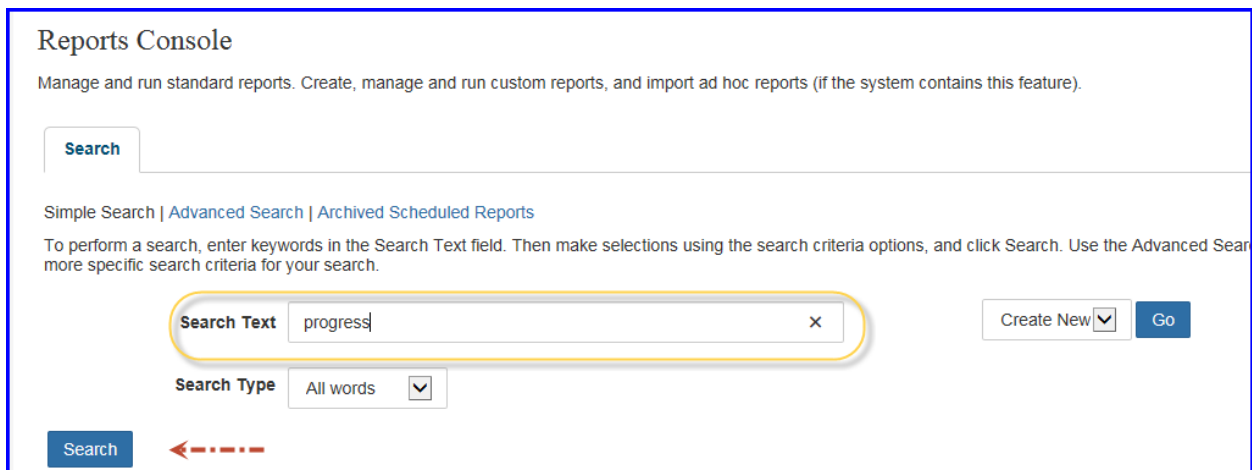 Reports Console
Manage and run standard reports. Create, manage and run custom reports, and import ad hoc reports (if the system contains this feature).
Search
Simple Search | Advanced Search | Archived Scheduled Reports
To perform a search, enter keywords in the Search Text field. Then make selections using the search criteria options, and click Search. Use the Advanced
more specific search criteria for your search.
Search Text progress × Create New Go
Search Type All words
Search